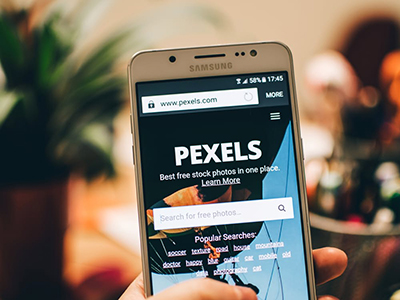 SAMSUNG
58% 17:45
www.pexels.com MORE
PEXELS
Best free stock photos in one place.
Learn More
Search for free photos...
Popular Searches:
soccer texture road house mountains
doctor happy blue guitar car mobile old
data photography cat
PEXELS